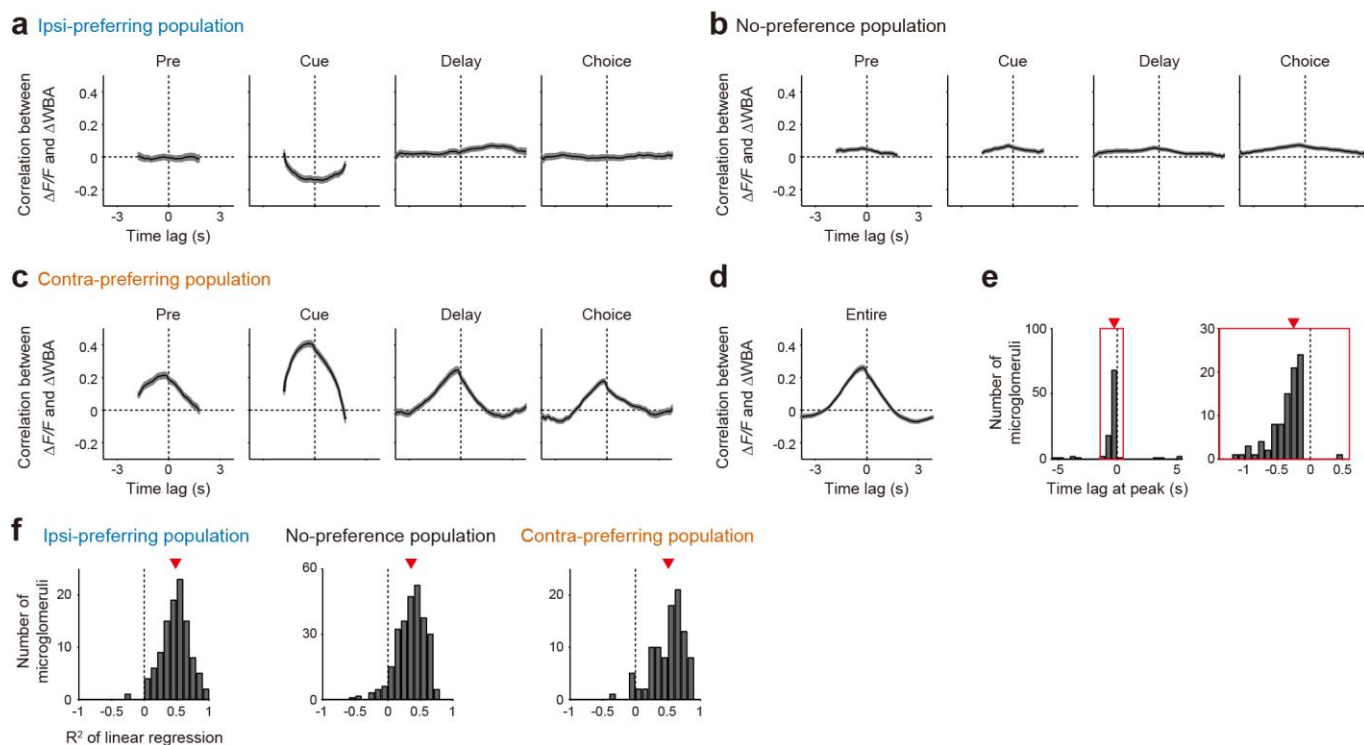 a Ipsi-preferring population
Pre Cue Delay Choice
Correlation between
ΔF/F and ΔWBA
0.4
0.2
0
-0.2
-3 0 3
Time lag (s)
b No-preference population
Pre Cue Delay Choice
Correlation between
ΔF/F and ΔWBA
0.4
0.2
0
-0.2
-3 0 3
Time lag (s)
c Contra-preferring population
Pre Cue Delay Choice
Correlation between
ΔF/F and ΔWBA
0.4
0.2
0
-0.2
-3 0 3
Time lag (s)
d
Entire
Correlation between
ΔF/F and ΔWBA
0.4
0.2
0
-0.2
-3 0 3
Time lag (s)
e
Number of
microglomeruli
100
50
0
-5 0 5
30
20
10
0
-1 -0.5 0 0.5
Time lag at peak (s)
f
Ipsi-preferring population
Number of
microglomeruli
20
10
0
-1 -0.5 0 0.5 1
R² of linear regression
No-preference population
60
30
0
-1 -0.5 0 0.5 1
Contra-preferring population
20
10
0
-1 -0.5 0 0.5 1